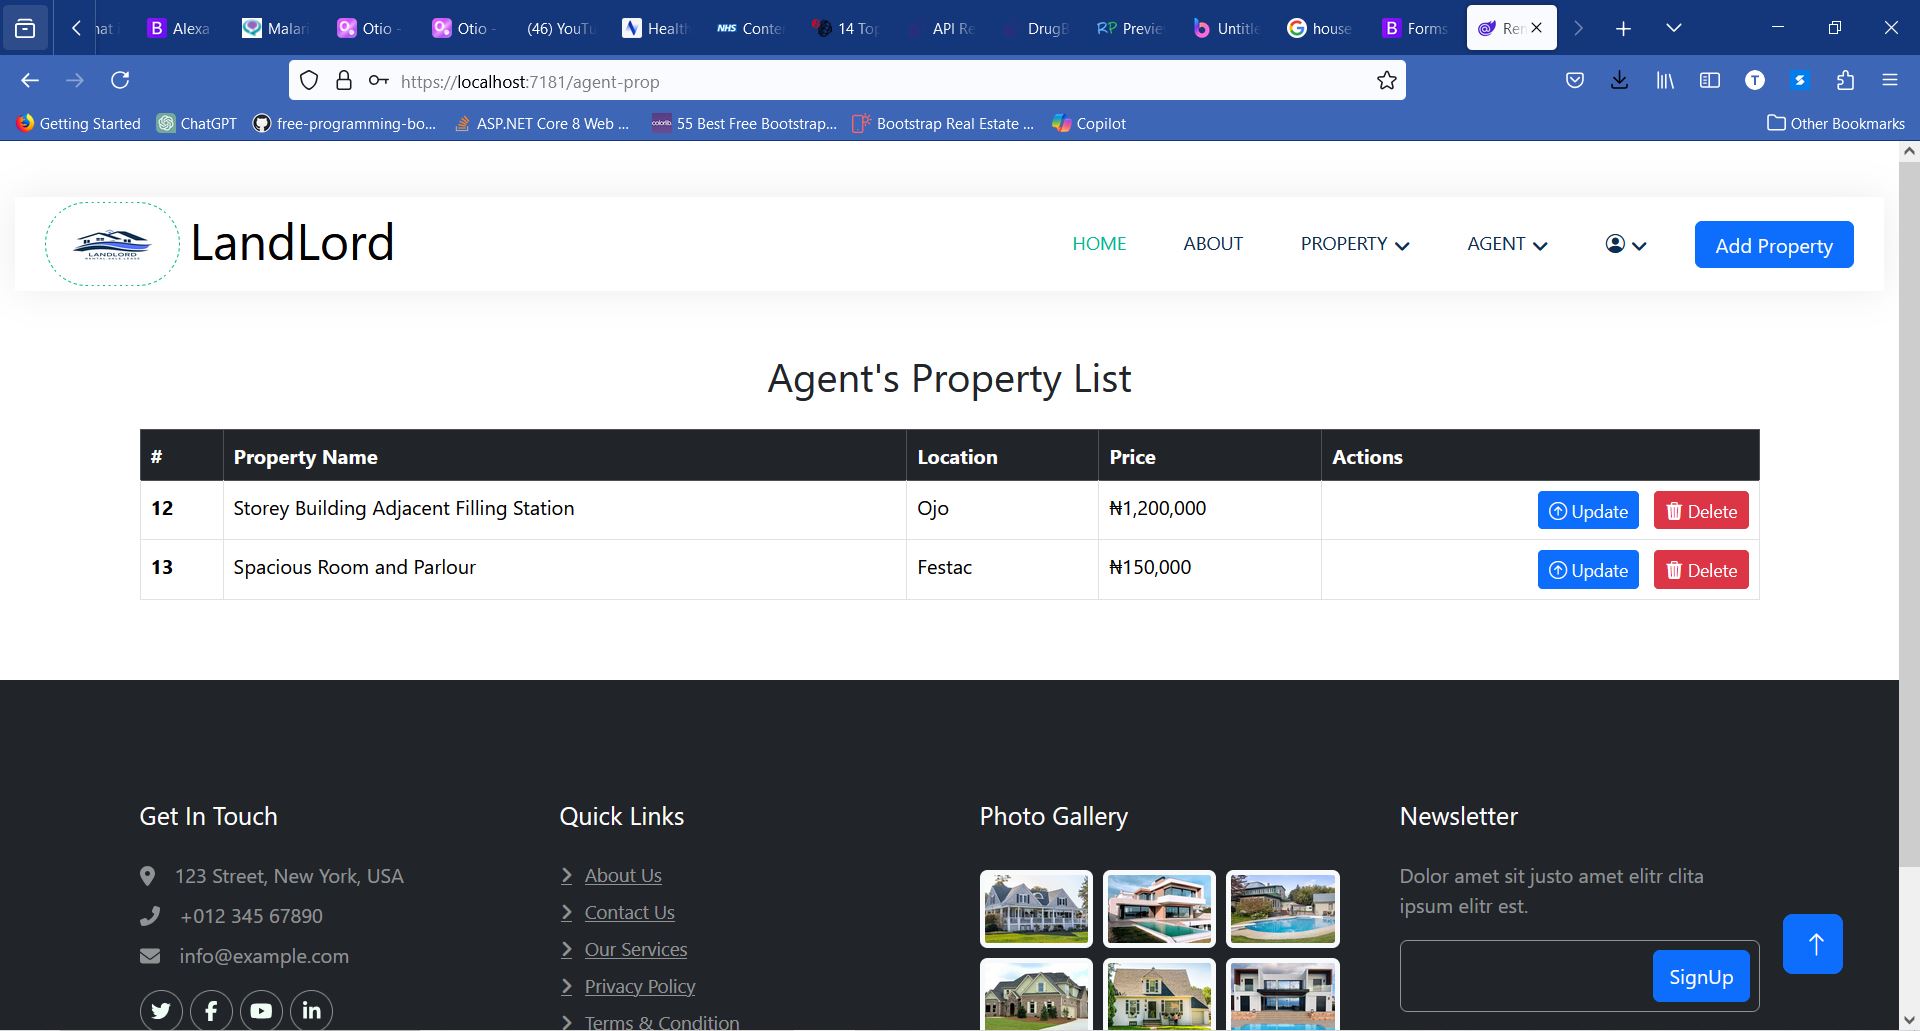 Alexa
Malari
Otio -
Otio -
(46) YouTu
Health
NHS Conte
14 Top
API Re
DrugB
RP Previe
Untitle
house
Forms
Ren
https://localhost:7181/agent-prop
T
Getting Started
ChatGPT
free-programming-bo...
ASP.NET Core 8 Web ...
colorlib. 55 Best Free Bootstrap...
Bootstrap Real Estate ...
Copilot
Other Bookmarks
LANDLORD
LandLord
HOME
ABOUT
PROPERTY
AGENT
Add Property
Agent's Property List
# Property Name Location Price Actions
12 Storey Building Adjacent Filling Station Ojo ₦1,200,000 Update Delete
13 Spacious Room and Parlour Festac ₦150,000 Update Delete
Get In Touch
123 Street, New York, USA
+012 345 67890
info@example.com
Quick Links
About Us
Contact Us
Our Services
Privacy Policy
Terms & Condition
Photo Gallery
Newsletter
Dolor amet sit justo amet elitr clita
ipsum elitr est.
SignUp